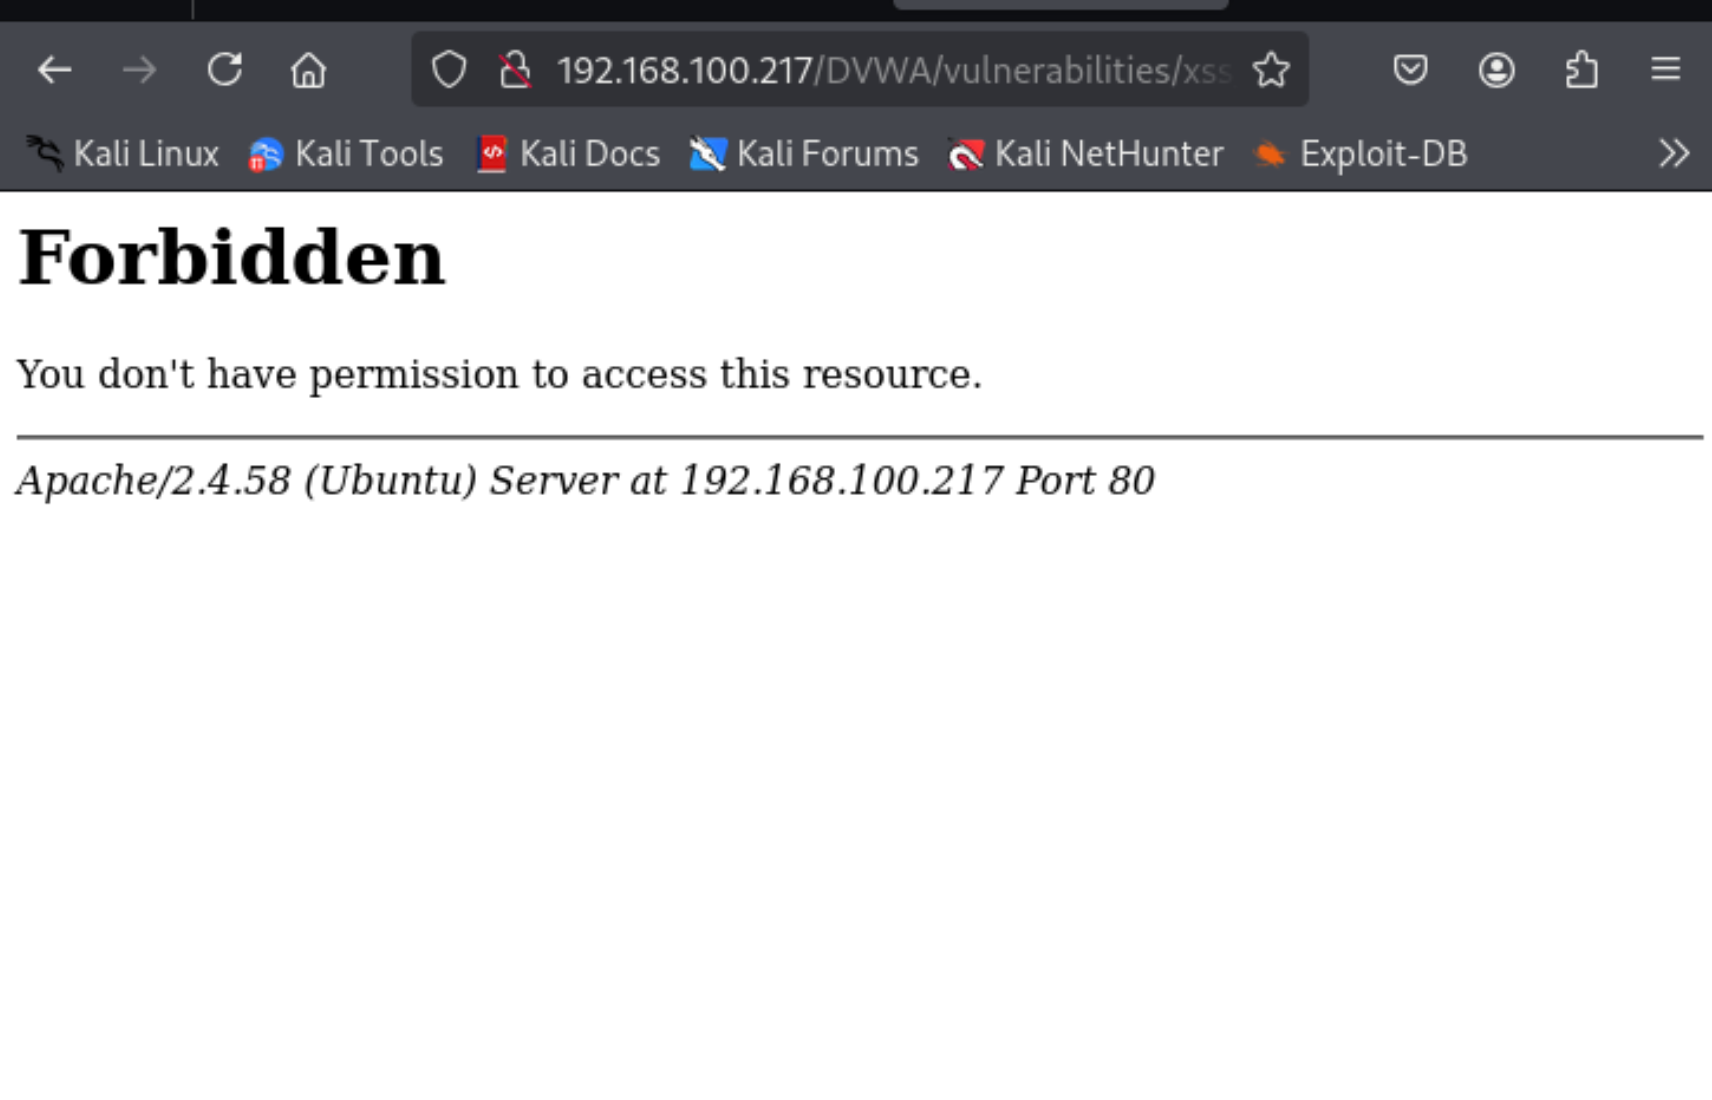 192.168.100.217/DVWA/vulnerabilities/xss
Kali Linux Kali Tools Kali Docs Kali Forums Kali NetHunter Exploit-DB
Forbidden
You don't have permission to access this resource.
Apache/2.4.58 (Ubuntu) Server at 192.168.100.217 Port 80